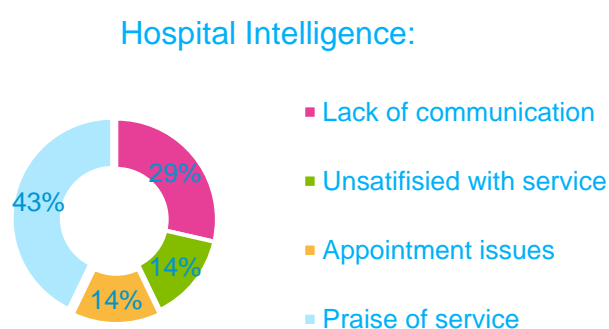 Hospital Intelligence:
Lack of communication
29%
43%
Unsatifisied with service
14%
Appointment issues
14%
Praise of service